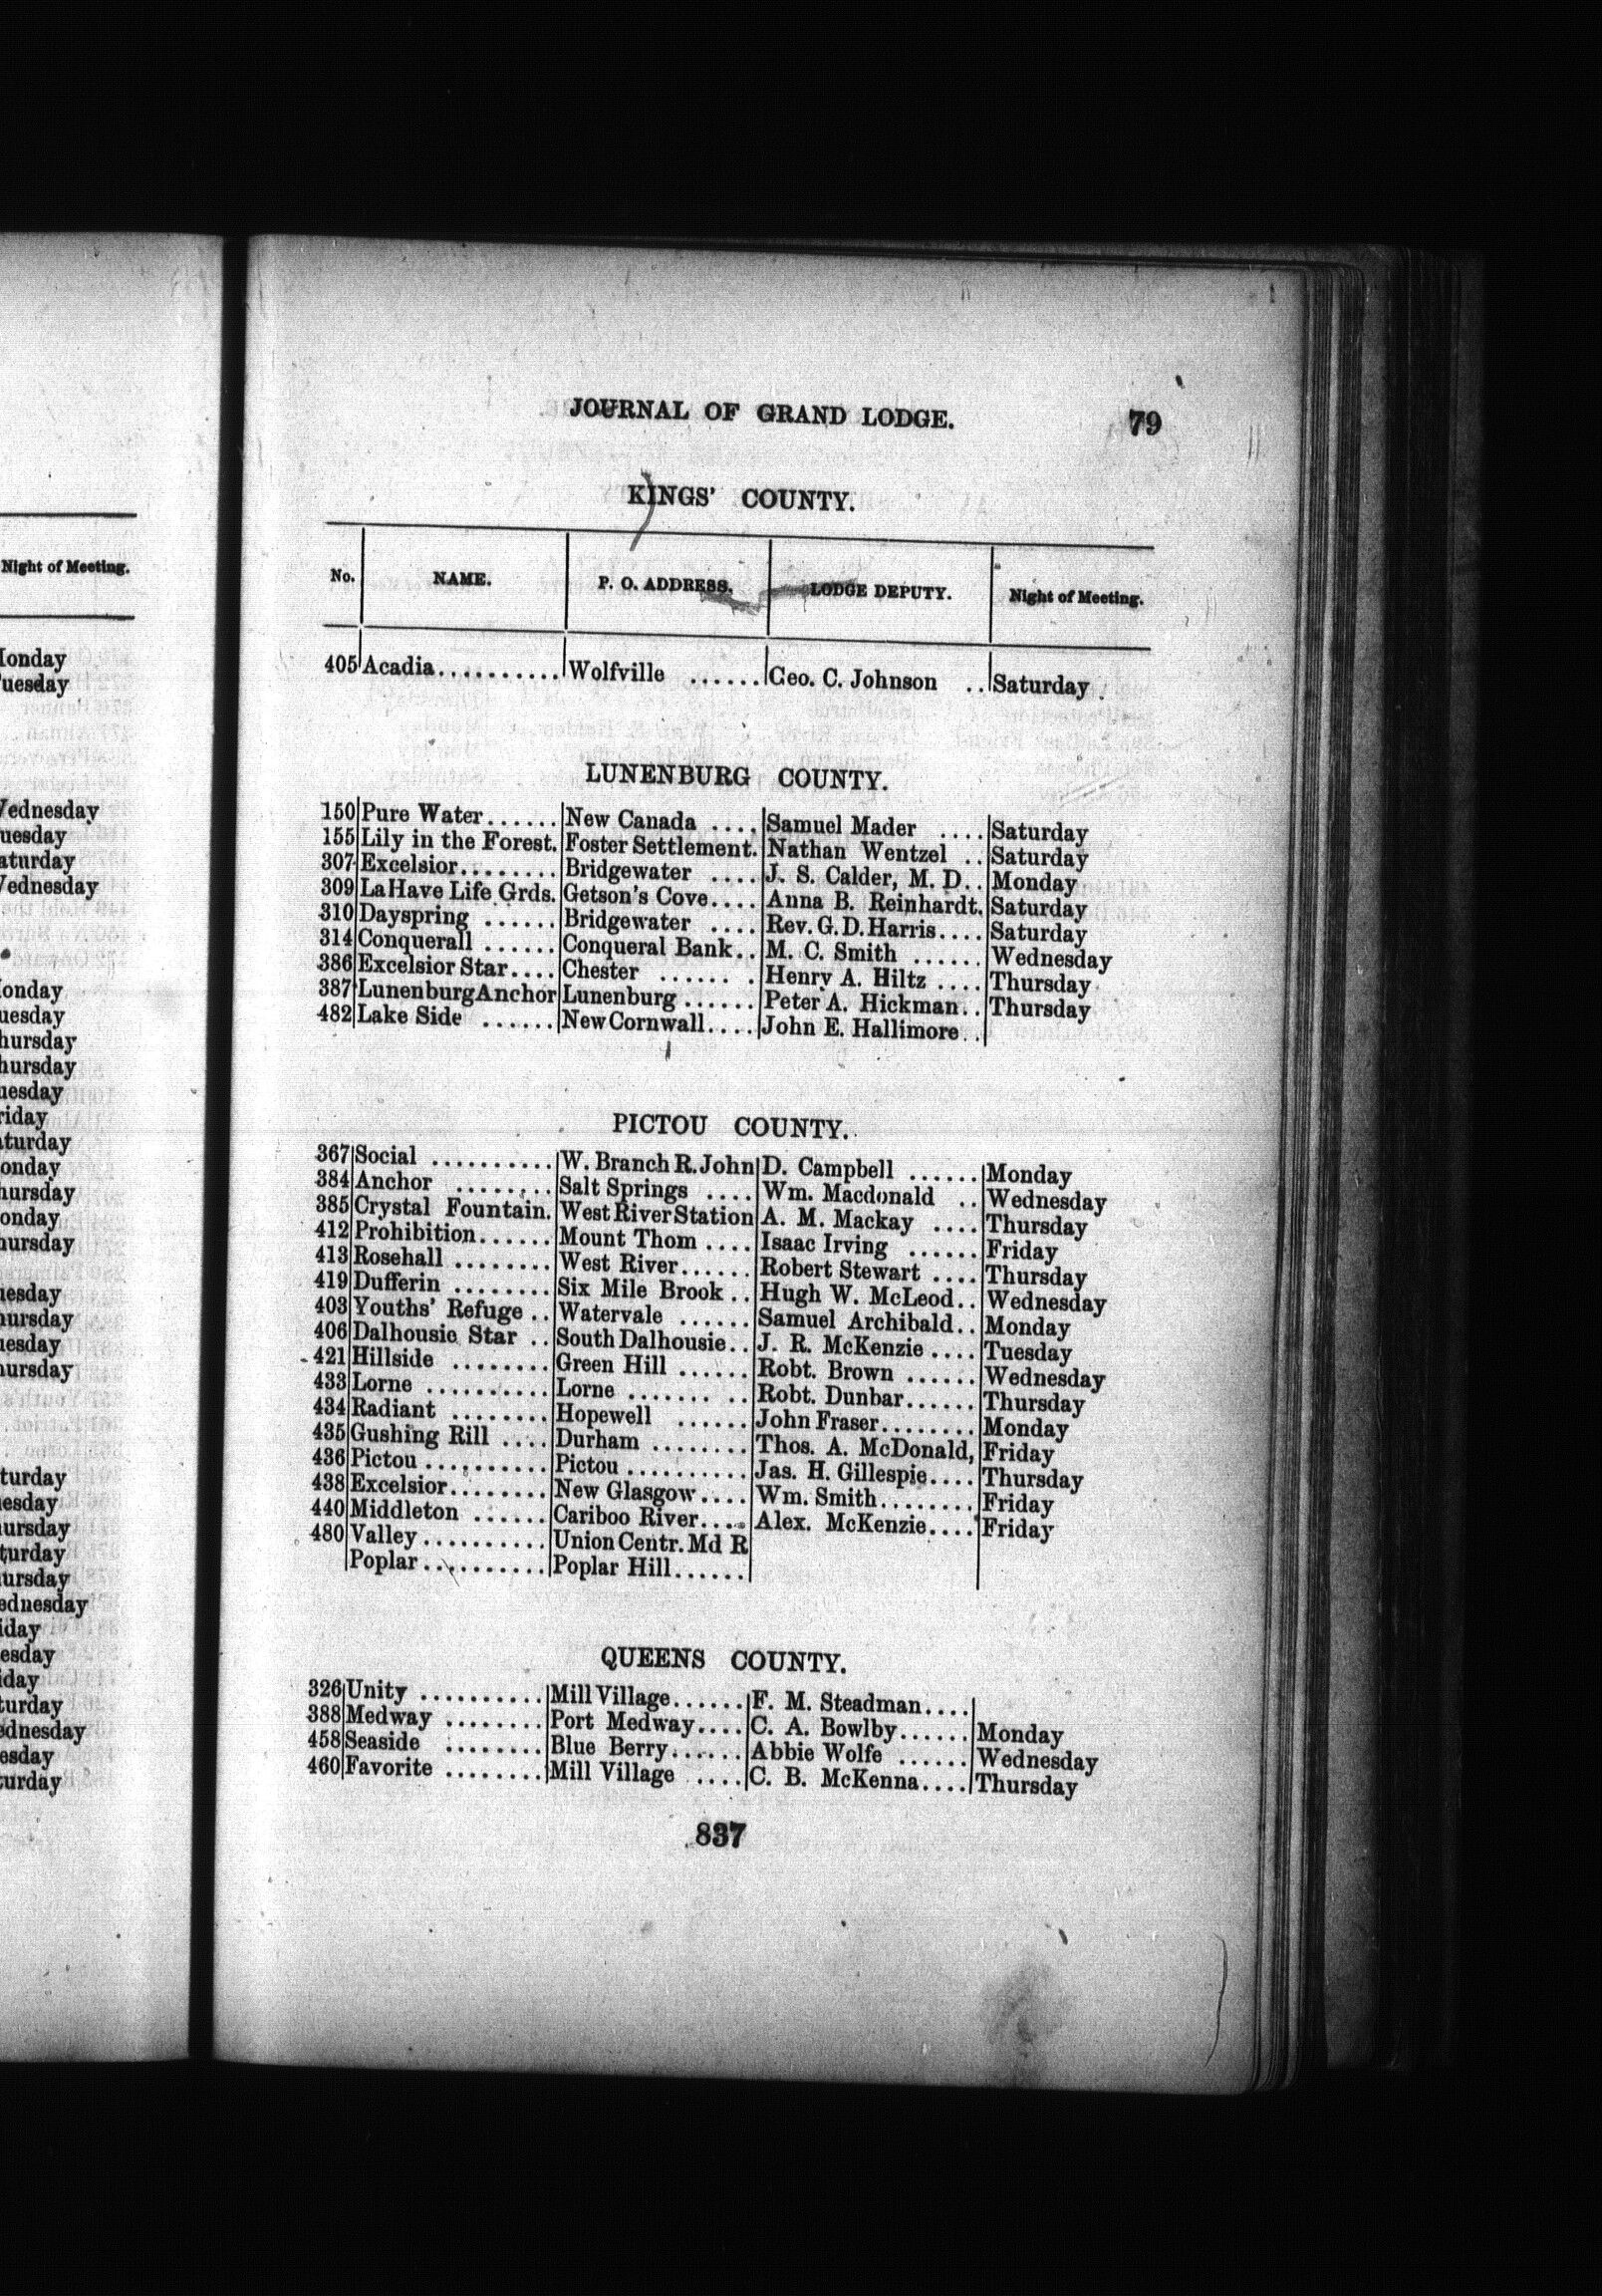 JOURNAL OF GRAND LODGE. 79
KINGS' COUNTY.
No. NAME. P. O. ADDRESS. LODGE DEPUTY. Night of Meeting.
405 Acadia.......... Wolfville ...... Geo. C. Johnson .. Saturday
LUNENBURG COUNTY.
150 Pure Water...... New Canada .... Samuel Mader .... Saturday
155 Lily in the Forest. Foster Settlement. Nathan Wentzel .. Saturday
307 Excelsior........ Bridgewater .... J. S. Calder, M. D.. Monday
309 LaHave Life Grds. Getson's Cove.... Anna B. Reinhardt. Saturday
310 Dayspring ...... Bridgewater .... Rev. G. D. Harris.... Saturday
314 Conquerall ...... Conqueral Bank.. M. C. Smith ...... Wednesday
386 Excelsior Star.... Chester ...... . Henry A. Hiltz .... Thursday
387 Lunenburg Anchor Lunenburg ...... Peter A. Hickman.. Thursday
482 Lake Side ...... New Cornwall.... John E. Hallimore..
PICTOU COUNTY.
367 Social .......... W. Branch R. John D. Campbell ...... Monday
384 Anchor ........ Salt Springs .... Wm. Macdonald .. Wednesday
385 Crystal Fountain. West River Station A. M. Mackay .... Thursday
412 Prohibition...... Mount Thom .... Isaac Irving ...... Friday
413 Rosehall ........ West River...... Robert Stewart .... Thursday
419 Dufferin ........ Six Mile Brook .. Hugh W. McLeod.. Wednesday
403 Youths' Refuge .. Watervale ...... Samuel Archibald.. Monday
406 Dalhousie Star .. South Dalhousie.. J. R. McKenzie .... Tuesday
421 Hillside ........ Green Hill ...... Robt. Brown ...... Wednesday
433 Lorne .......... Lorne ....... .. Robt. Dunbar...... Thursday
434 Radiant ........ Hopewell ...... John Fraser........ Monday
435 Gushing Rill .... Durham ........ Thos. A. McDonald, Friday
436 Pictou .......... Pictou .......... Jas. H. Gillespie.... Thursday
438 Excelsior........ New Glasgow.... Wm. Smith........ Friday
440 Middleton ...... Cariboo River.... Alex. McKenzie.... Friday
480 Valley.......... Union Centr. Md R
Poplar.......... Poplar Hill......
QUEENS COUNTY.
326 Unity .......... Mill Village...... F. M. Steadman....
388 Medway ........ Port Medway.... C. A. Bowlby...... Monday
458 Seaside ........ Blue Berry...... Abbie Wolfe ...... Wednesday
460 Favorite ........ Mill Village .... C. B. McKenna.... Thursday
837